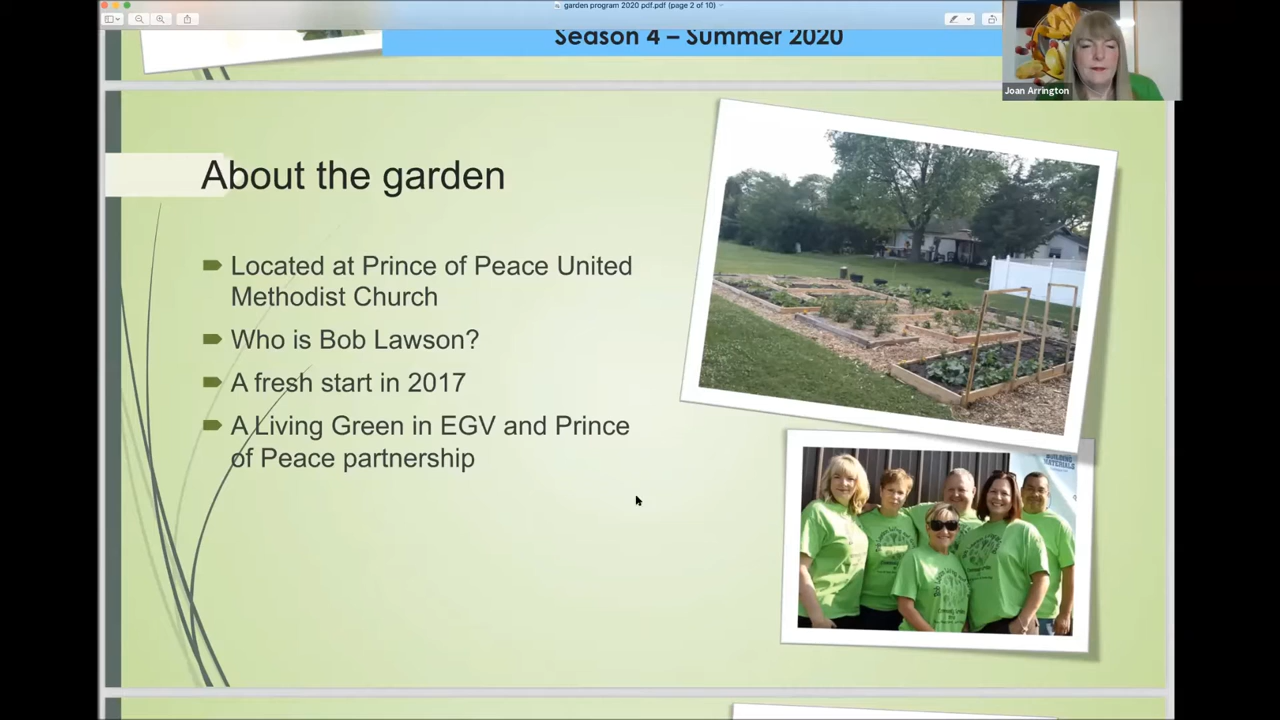 garden program 2020 pdf.pdf (page 2 of 10)
Season 4 – Summer 2020
Joan Arrington
About the garden
Located at Prince of Peace United
Methodist Church
Who is Bob Lawson?
A fresh start in 2017
A Living Green in EGV and Prince
of Peace partnership
BUILDING
MATERIALS